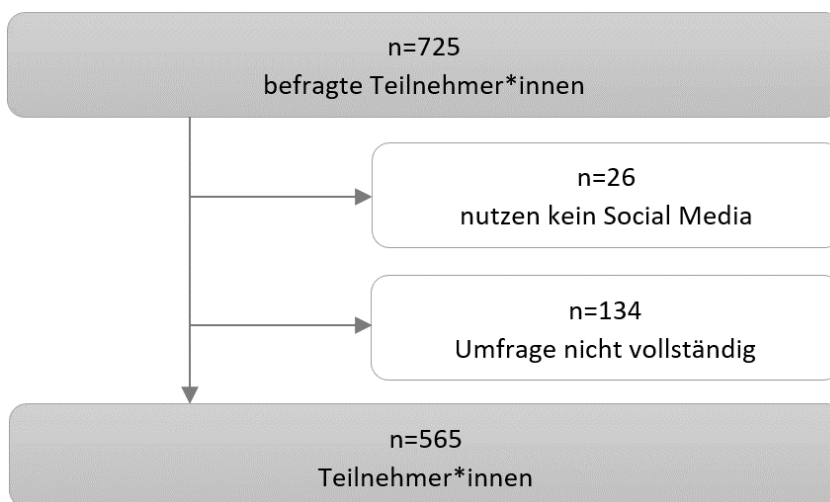 n=725
befragte Teilnehmer*innen
n=26
nutzen kein Social Media
n=134
Umfrage nicht vollständig
n=565
Teilnehmer*innen